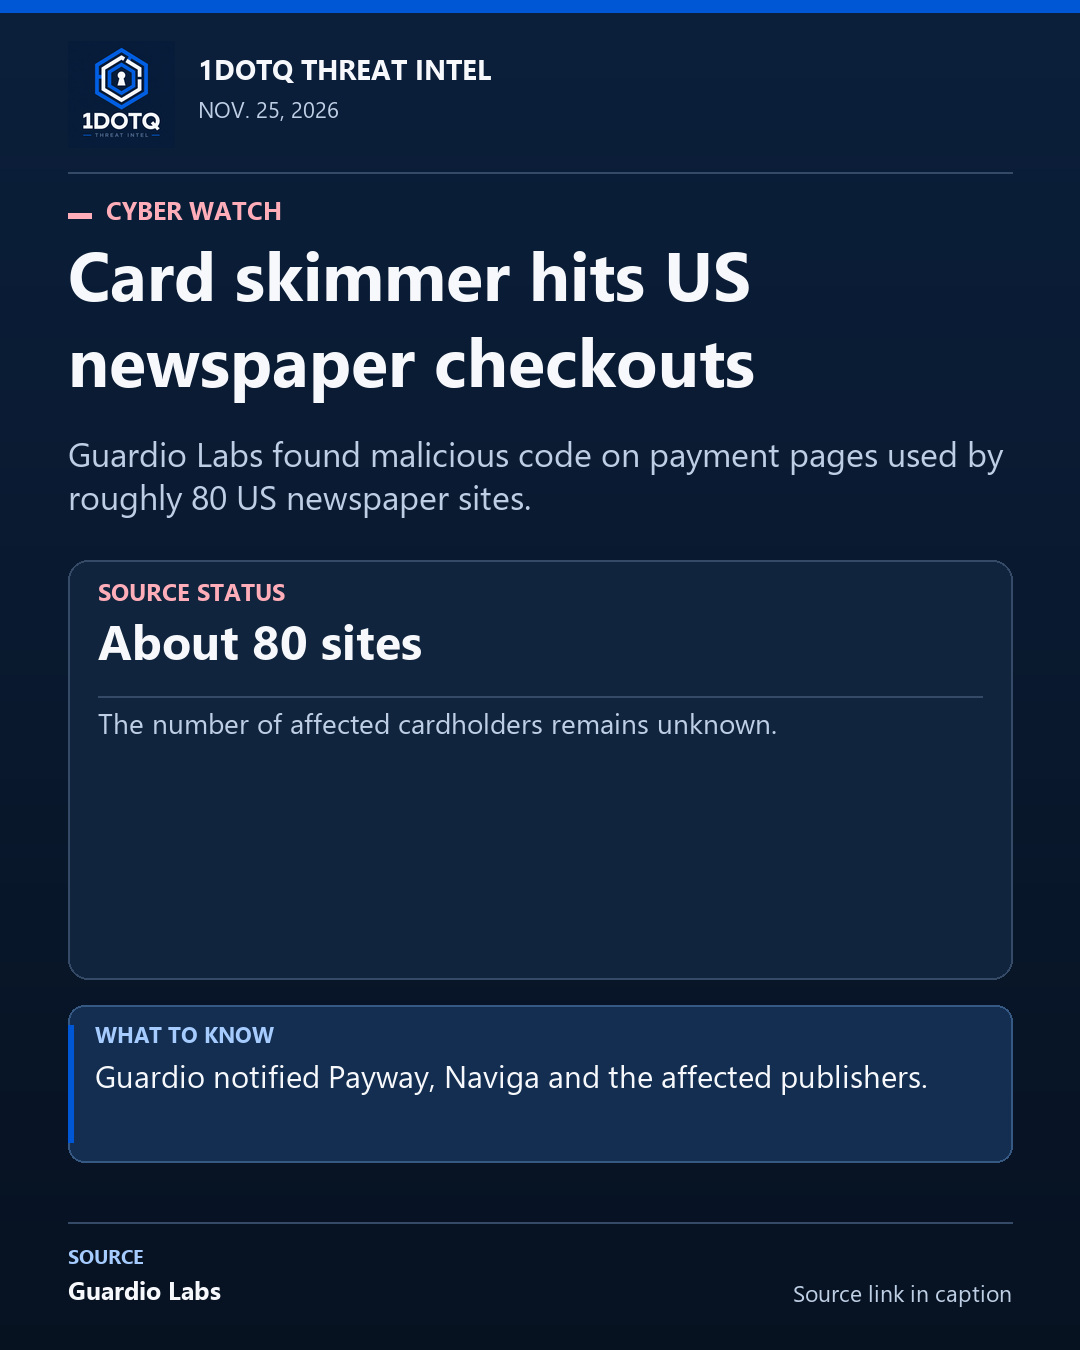 1DOTQ
THREAT INTEL
1DOTQ THREAT INTEL
NOV. 25, 2026
CYBER WATCH
Card skimmer hits US
newspaper checkouts
Guardio Labs found malicious code on payment pages used by
roughly 80 US newspaper sites.
SOURCE STATUS
About 80 sites
The number of affected cardholders remains unknown.
WHAT TO KNOW
Guardio notified Payway, Naviga and the affected publishers.
SOURCE
Guardio Labs
Source link in caption